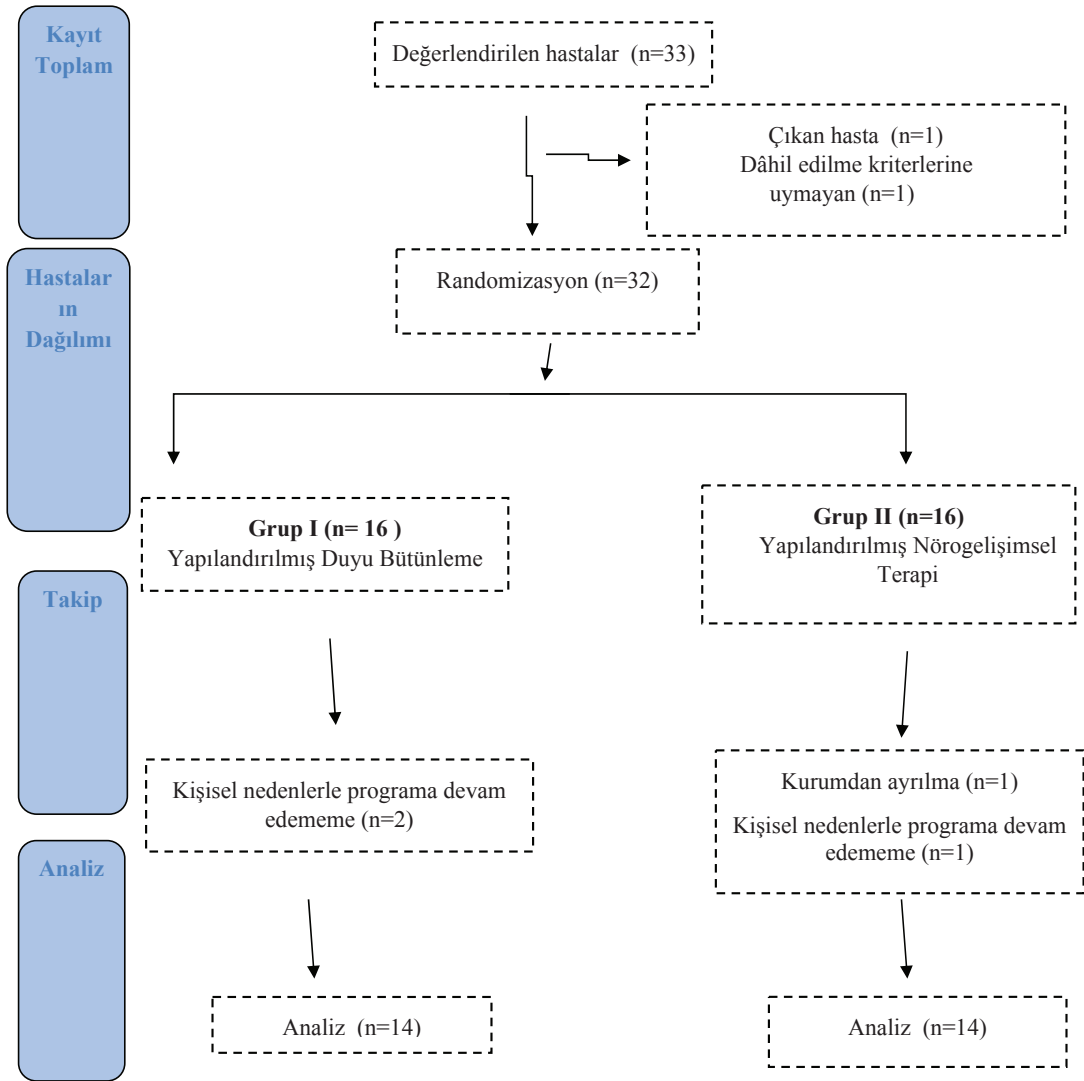 Kayıt
Toplam
Değerlendirilen hastalar (n=33)
Çıkan hasta (n=1)
Dâhil edilme kriterlerine
uymayan (n=1)
Hastalar
ın
Dağılımı
Randomizasyon (n=32)
Grup I (n= 16 )
Yapılandırılmış Duyu Bütünleme
Grup II (n=16)
Yapılandırılmış Nörogelişimsel
Terapi
Takip
Kişisel nedenlerle programa devam
edememe (n=2)
Kurumdan ayrılma (n=1)
Kişisel nedenlerle programa devam
edememe (n=1)
Analiz
Analiz (n=14)
Analiz (n=14)